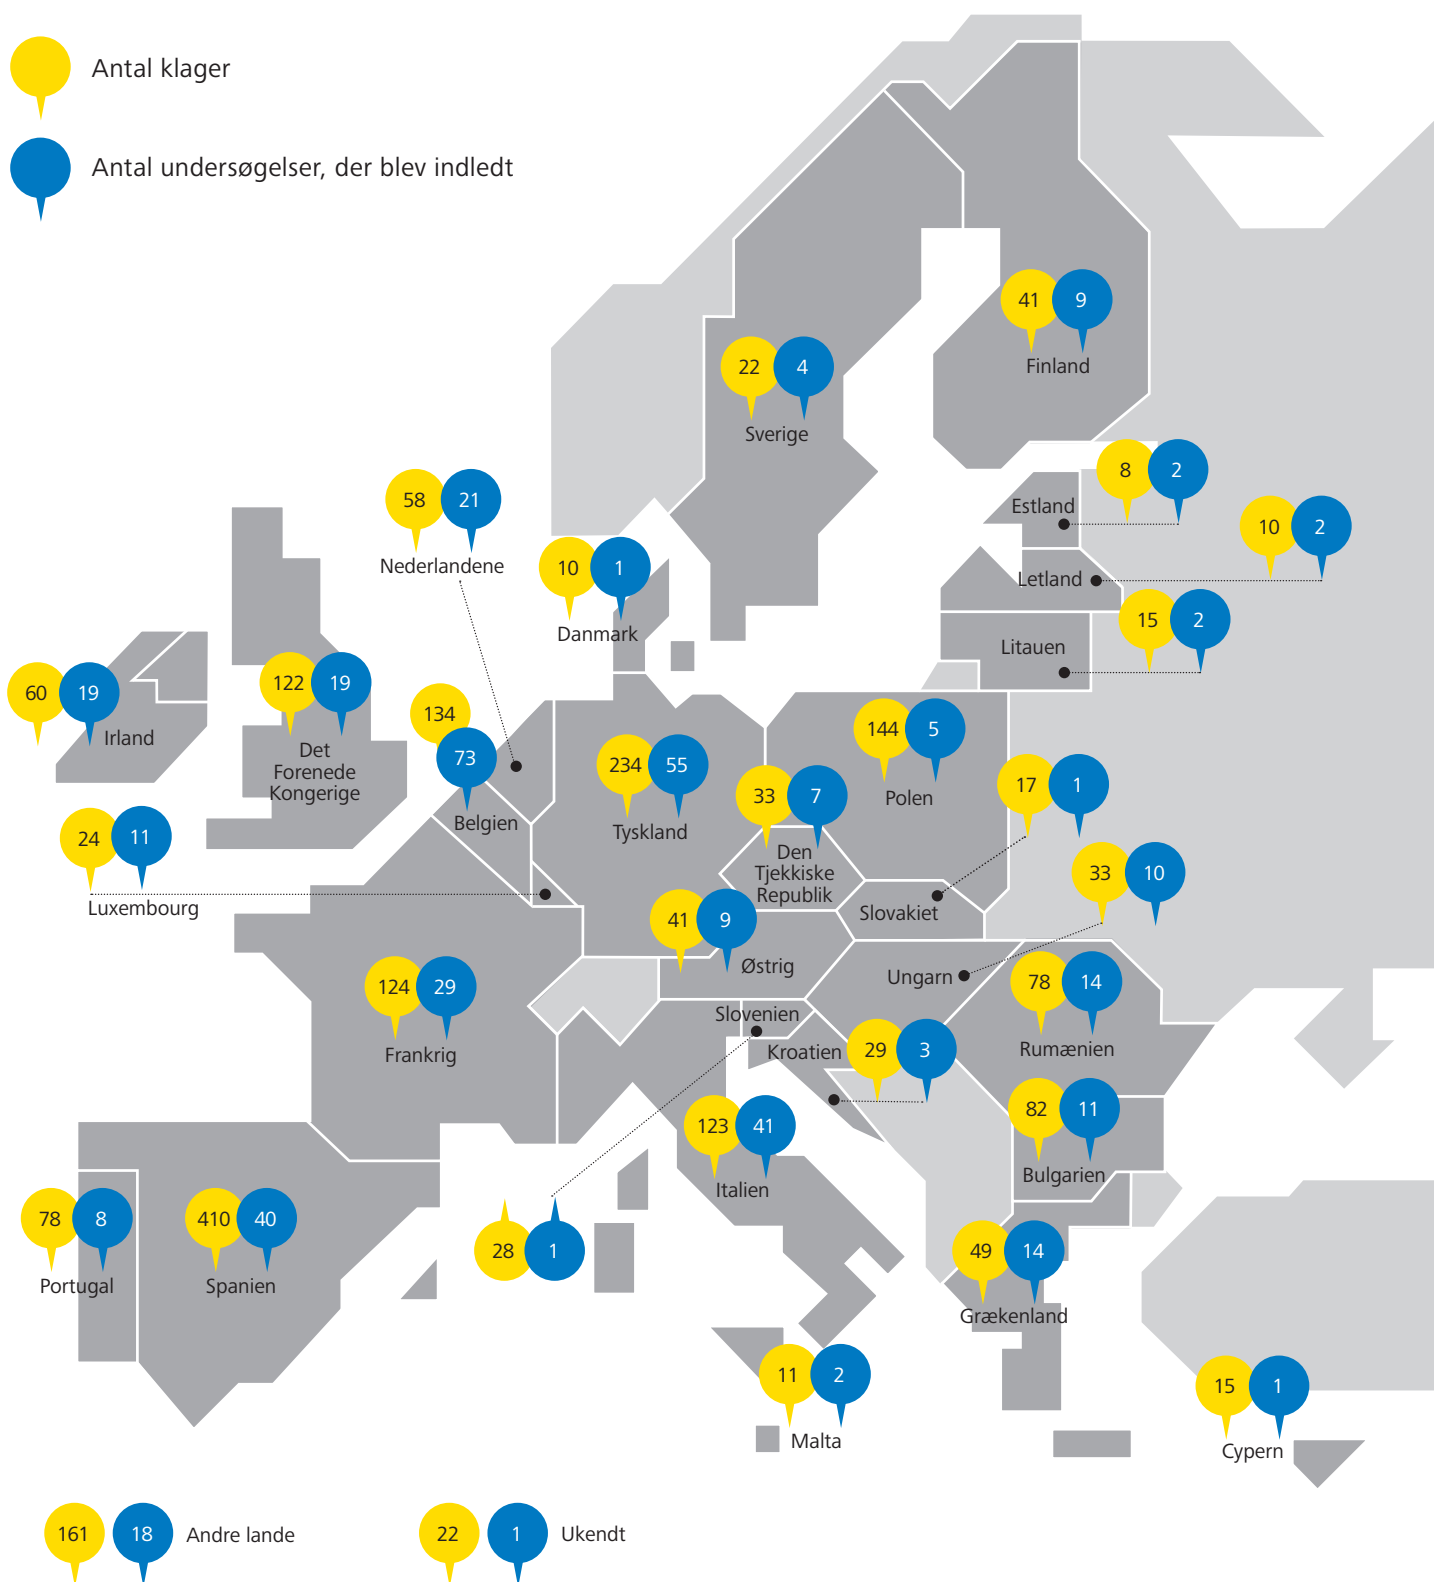 Antal klager
Antal undersøgelser, der blev indledt
41 9
Finland
22 4
Sverige
8 2
Estland
10 2
Letland
15 2
Litauen
58 21
Nederlandene
10 1
Danmark
60 19
Irland
122 19
Det
Forenede
Kongerige
134
73
Belgien
234 55
Tyskland
144 5
Polen
33 7
Den
Tjekkiske
Republik
17 1
Slovakiet
24 11
Luxembourg
33 10
Ungarn
41 9
Østrig
124 29
Frankrig
78 14
Rumænien
Slovenien
28 1
Kroatien
29 3
82 11
Bulgarien
123 41
Italien
78 8
Portugal
410 40
Spanien
49 14
Grækenland
11 2
Malta
15 1
Cypern
161 18 Andre lande
22 1 Ukendt